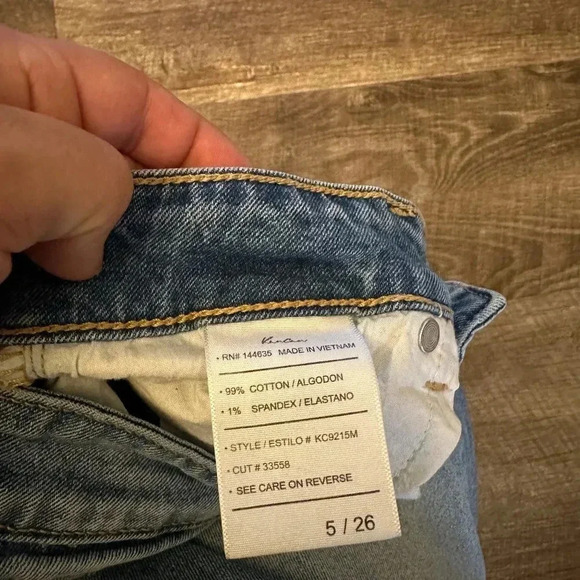 KanCan
• RN# 144635 MADE IN VIETNAM
• 99% COTTON / ALGODON
• 1% SPANDEX / ELASTANO
• STYLE / ESTILO # KC9215M
• CUT # 33558
• SEE CARE ON REVERSE
5 / 26